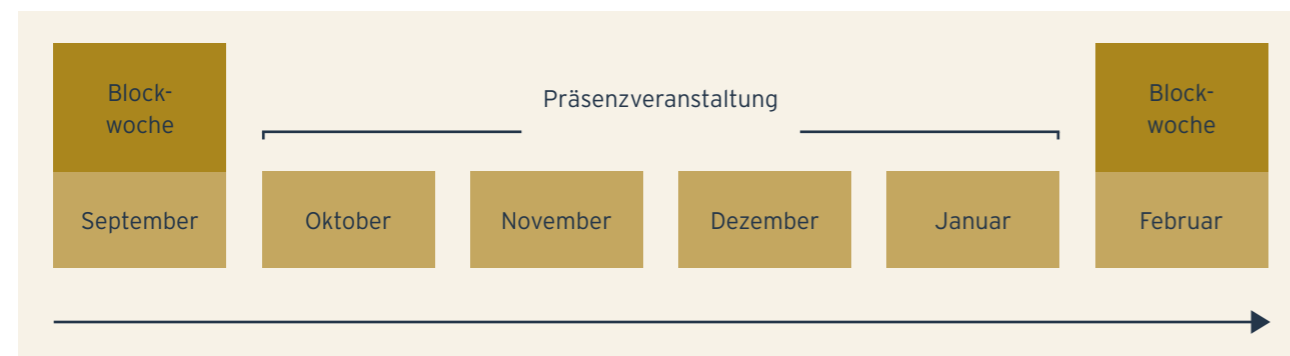 Block-
woche
Präsenzveranstaltung
Block-
woche
September
Oktober
November
Dezember
Januar
Februar